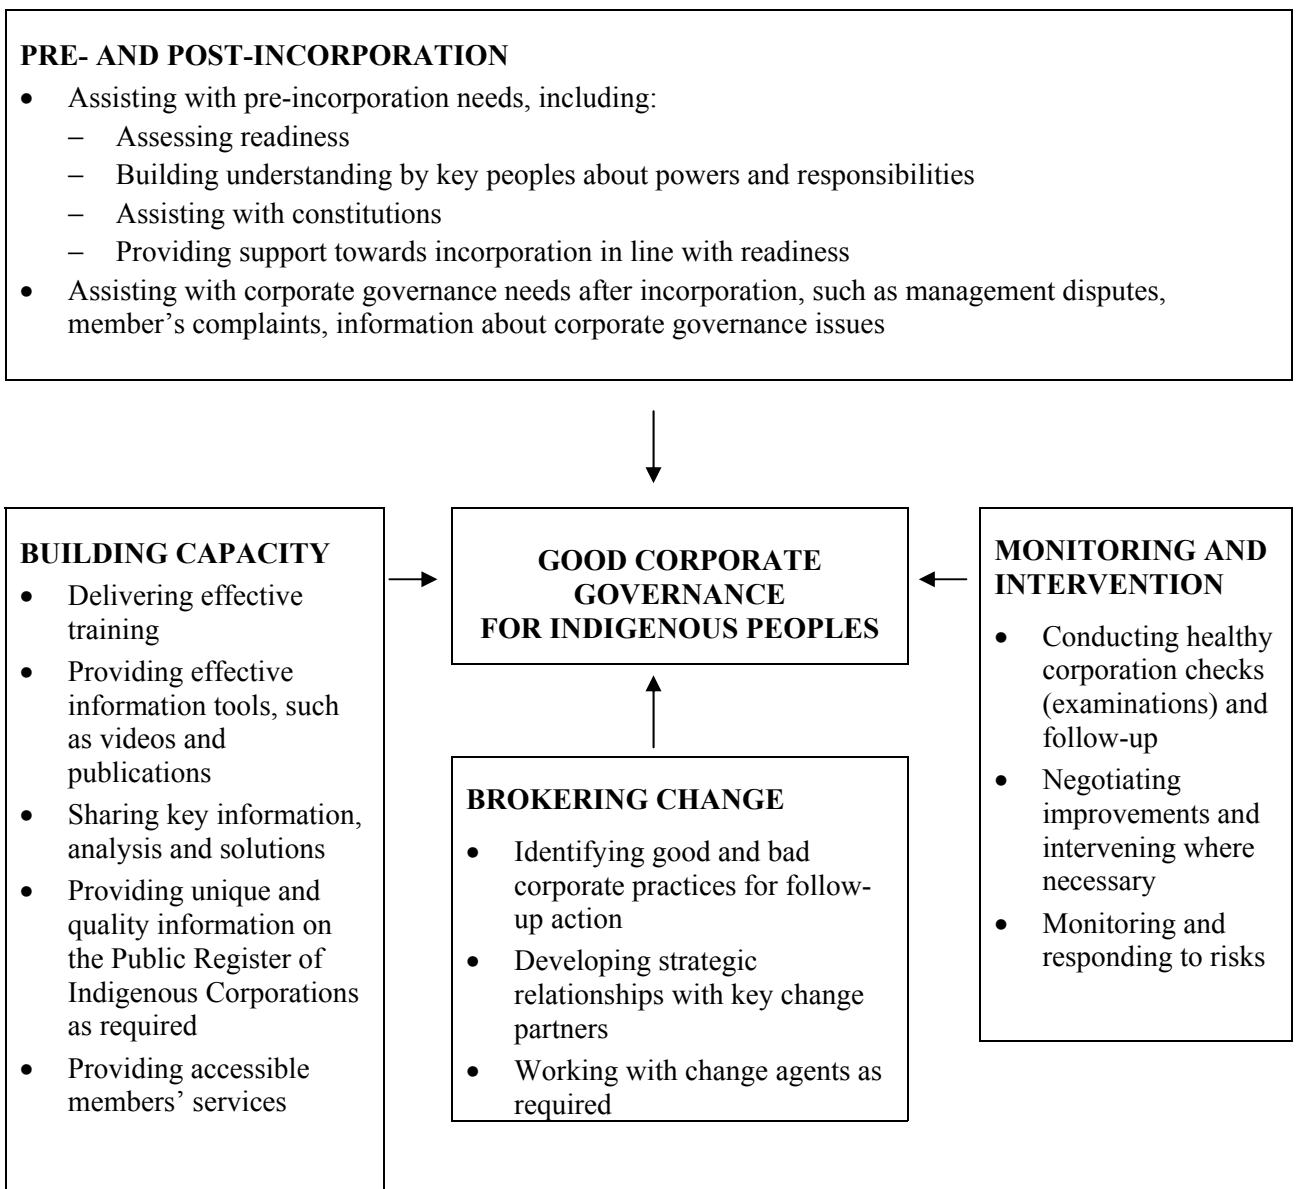 PRE- AND POST-INCORPORATION
• Assisting with pre-incorporation needs, including:
– Assessing readiness
– Building understanding by key peoples about powers and responsibilities
– Assisting with constitutions
– Providing support towards incorporation in line with readiness
• Assisting with corporate governance needs after incorporation, such as management disputes,
member’s complaints, information about corporate governance issues
BUILDING CAPACITY
• Delivering effective
training
• Providing effective
information tools, such
as videos and
publications
• Sharing key information,
analysis and solutions
• Providing unique and
quality information on
the Public Register of
Indigenous Corporations
as required
• Providing accessible
members’ services
GOOD CORPORATE
GOVERNANCE
FOR INDIGENOUS PEOPLES
BROKERING CHANGE
• Identifying good and bad
corporate practices for follow-
up action
• Developing strategic
relationships with key change
partners
• Working with change agents as
required
MONITORING AND
INTERVENTION
• Conducting healthy
corporation checks
(examinations) and
follow-up
• Negotiating
improvements and
intervening where
necessary
• Monitoring and
responding to risks